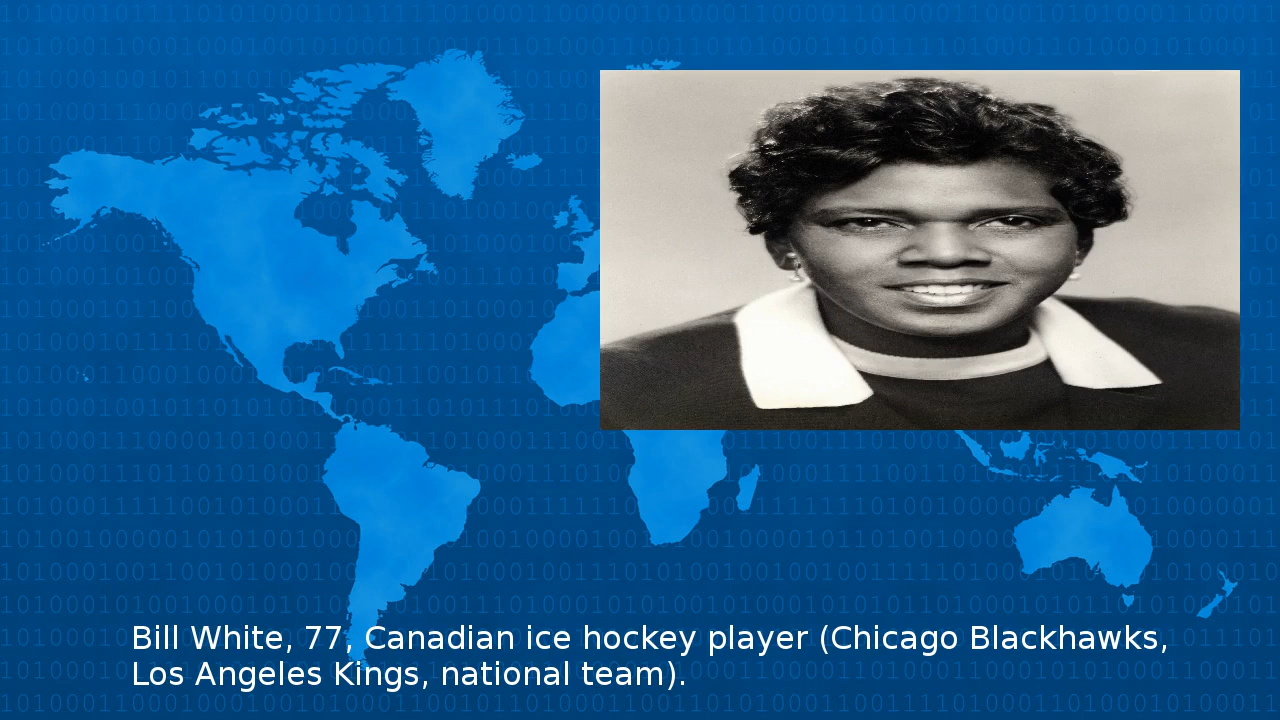 Bill White, 77, Canadian ice hockey player (Chicago Blackhawks,
Los Angeles Kings, national team).